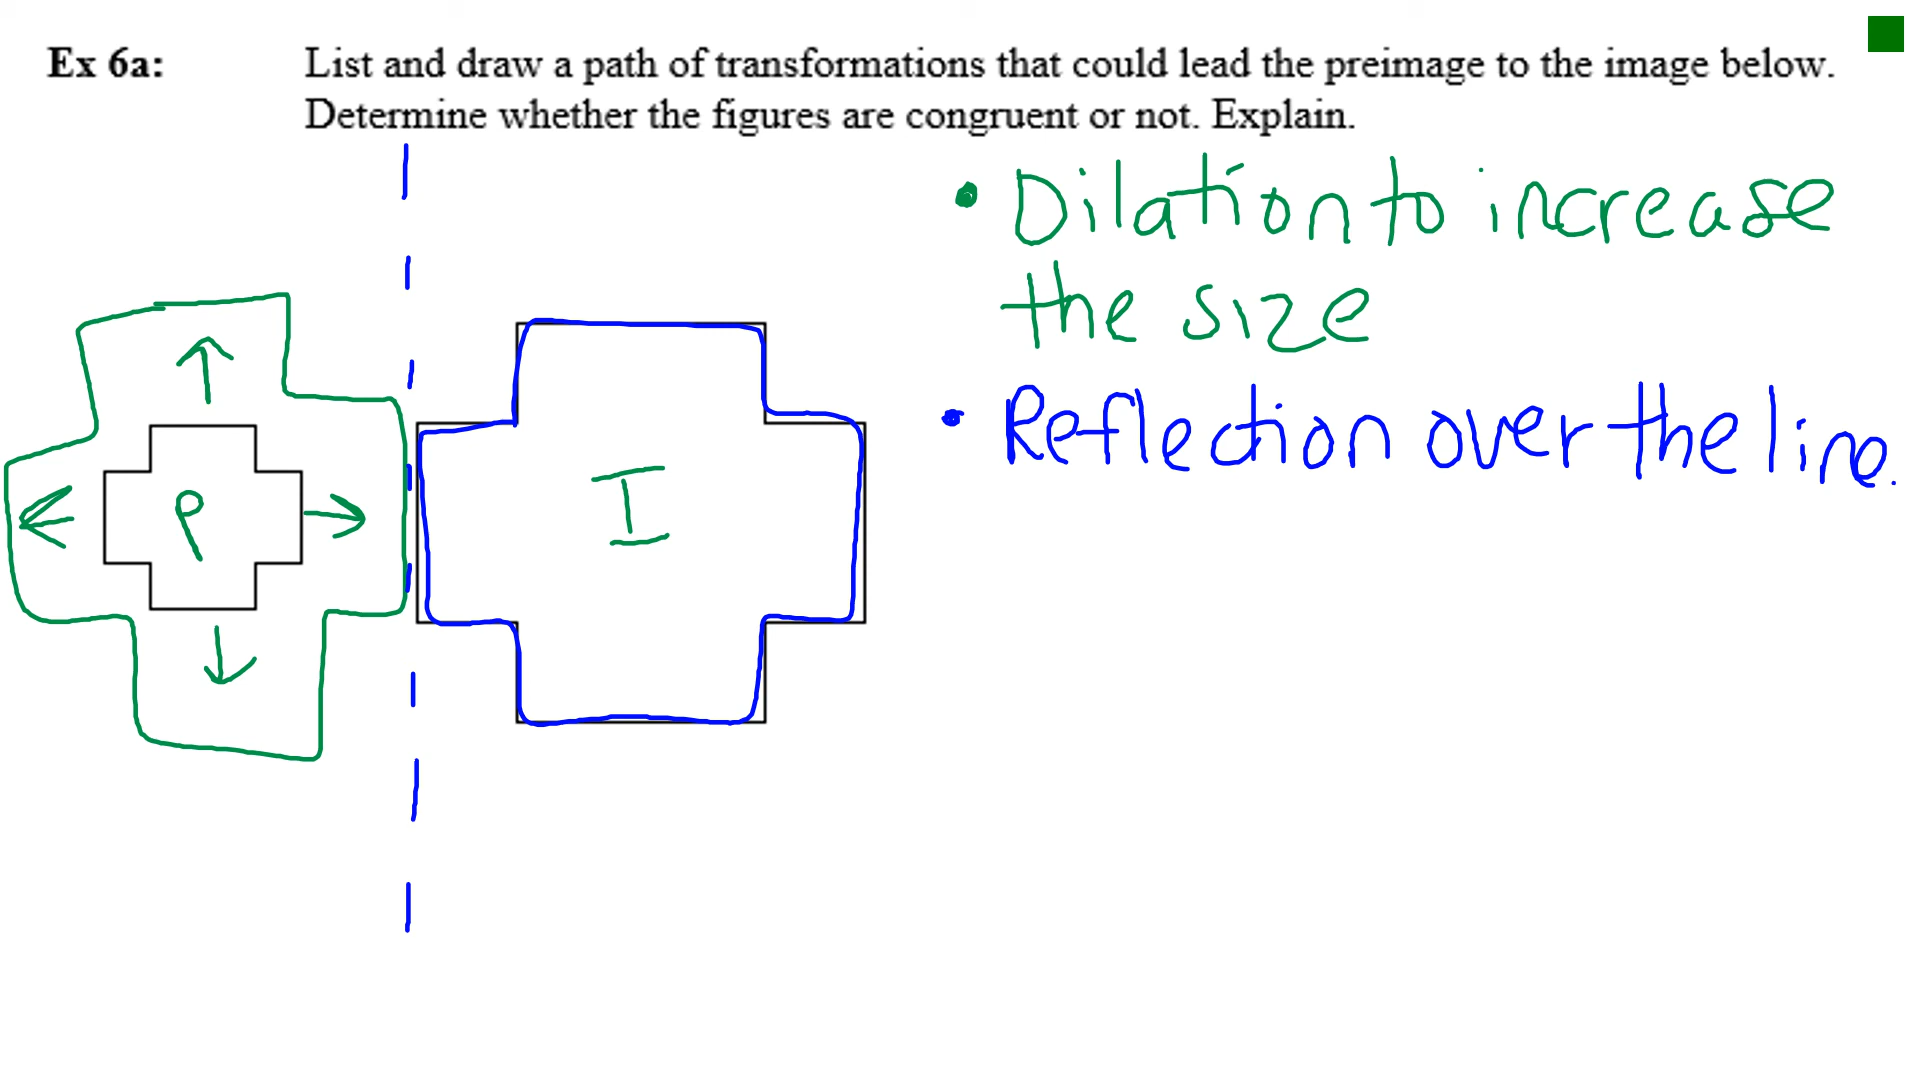 Ex 6a: List and draw a path of transformations that could lead the preimage to the image below.
Determine whether the figures are congruent or not. Explain.
• Dilation to increase
the size
• Reflection over the line.
P
I